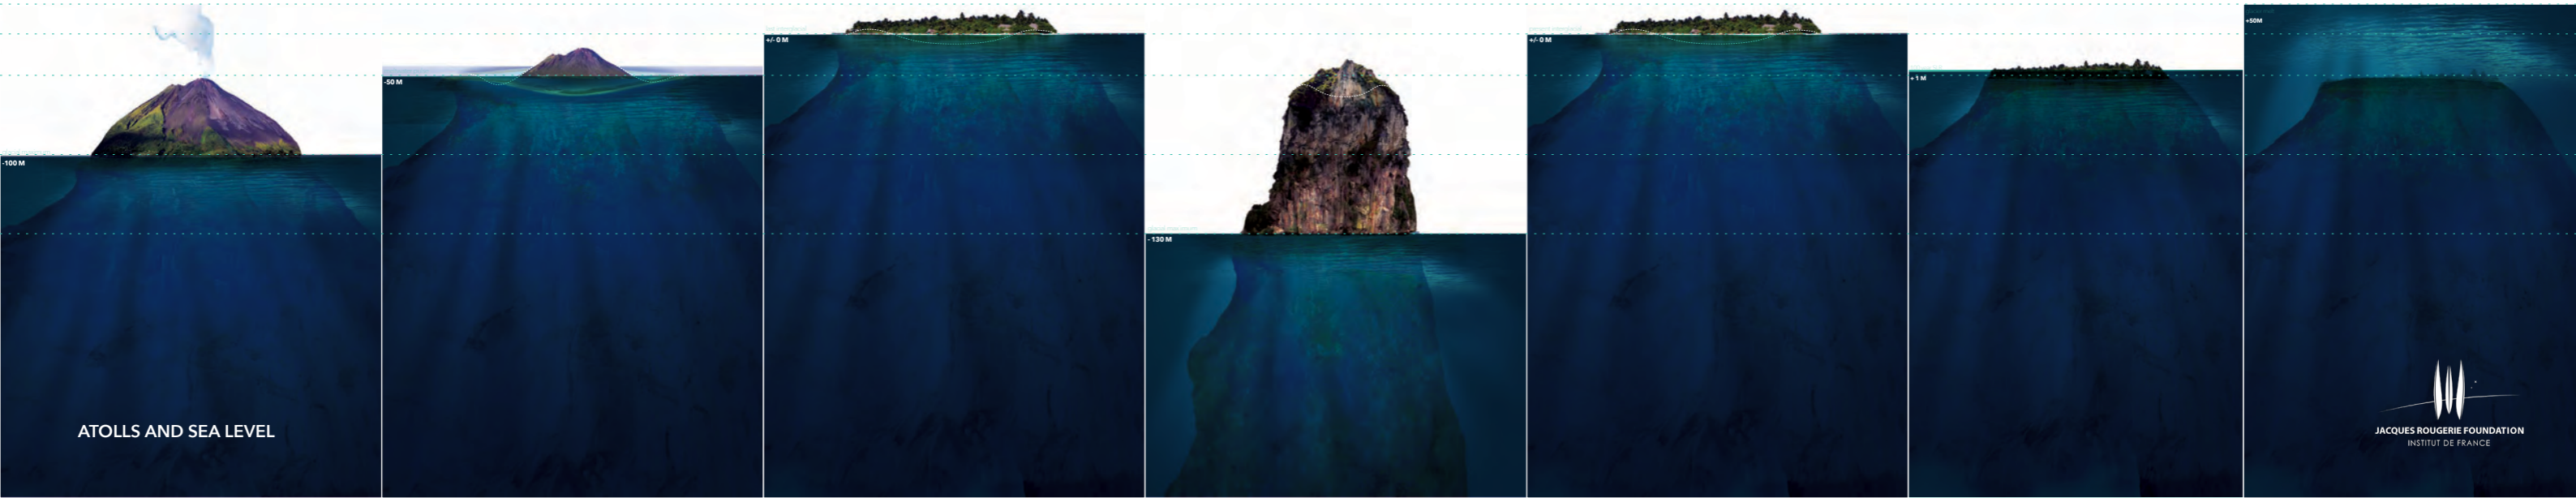 -100 M
-50 M
+/- 0 M
- 130 M
+/- 0 M
+ 1 M
+50M
ATOLLS AND SEA LEVEL
JACQUES ROUGERIE FOUNDATION
INSTITUT DE FRANCE